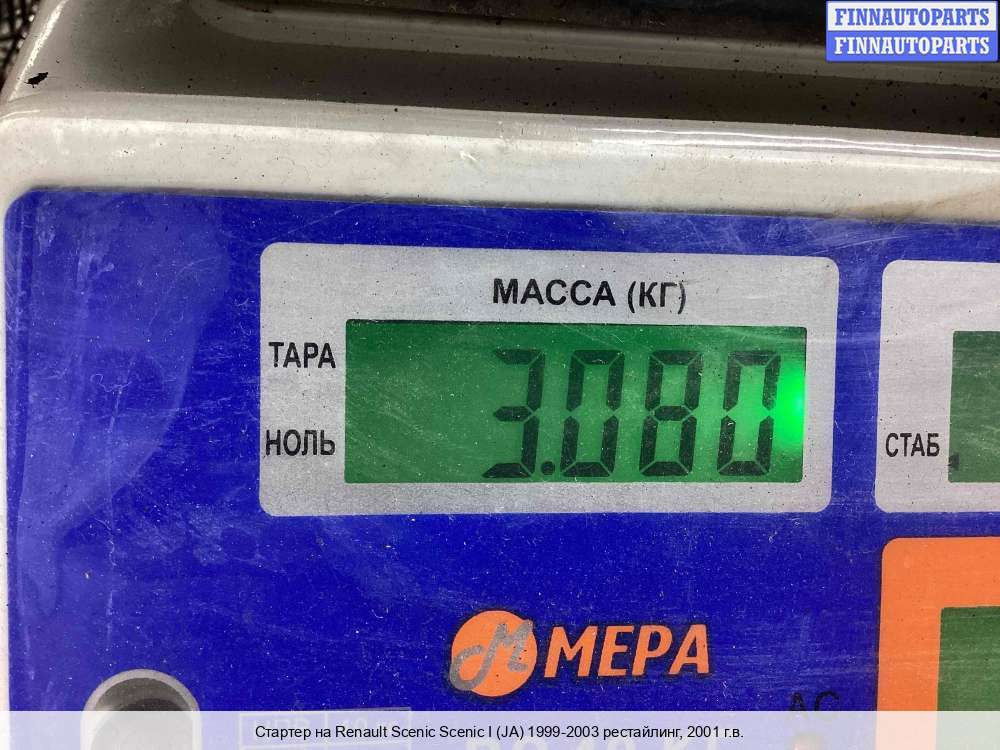 FINNAUTOPARTS
FINNAUTOPARTS
МАССА (КГ)
ТАРА
3.080
НОЛЬ
СТАБ
МЕРА
АС
Стартер на Renault Scenic Scenic I (JA) 1999-2003 рестайлинг, 2001 г.в.